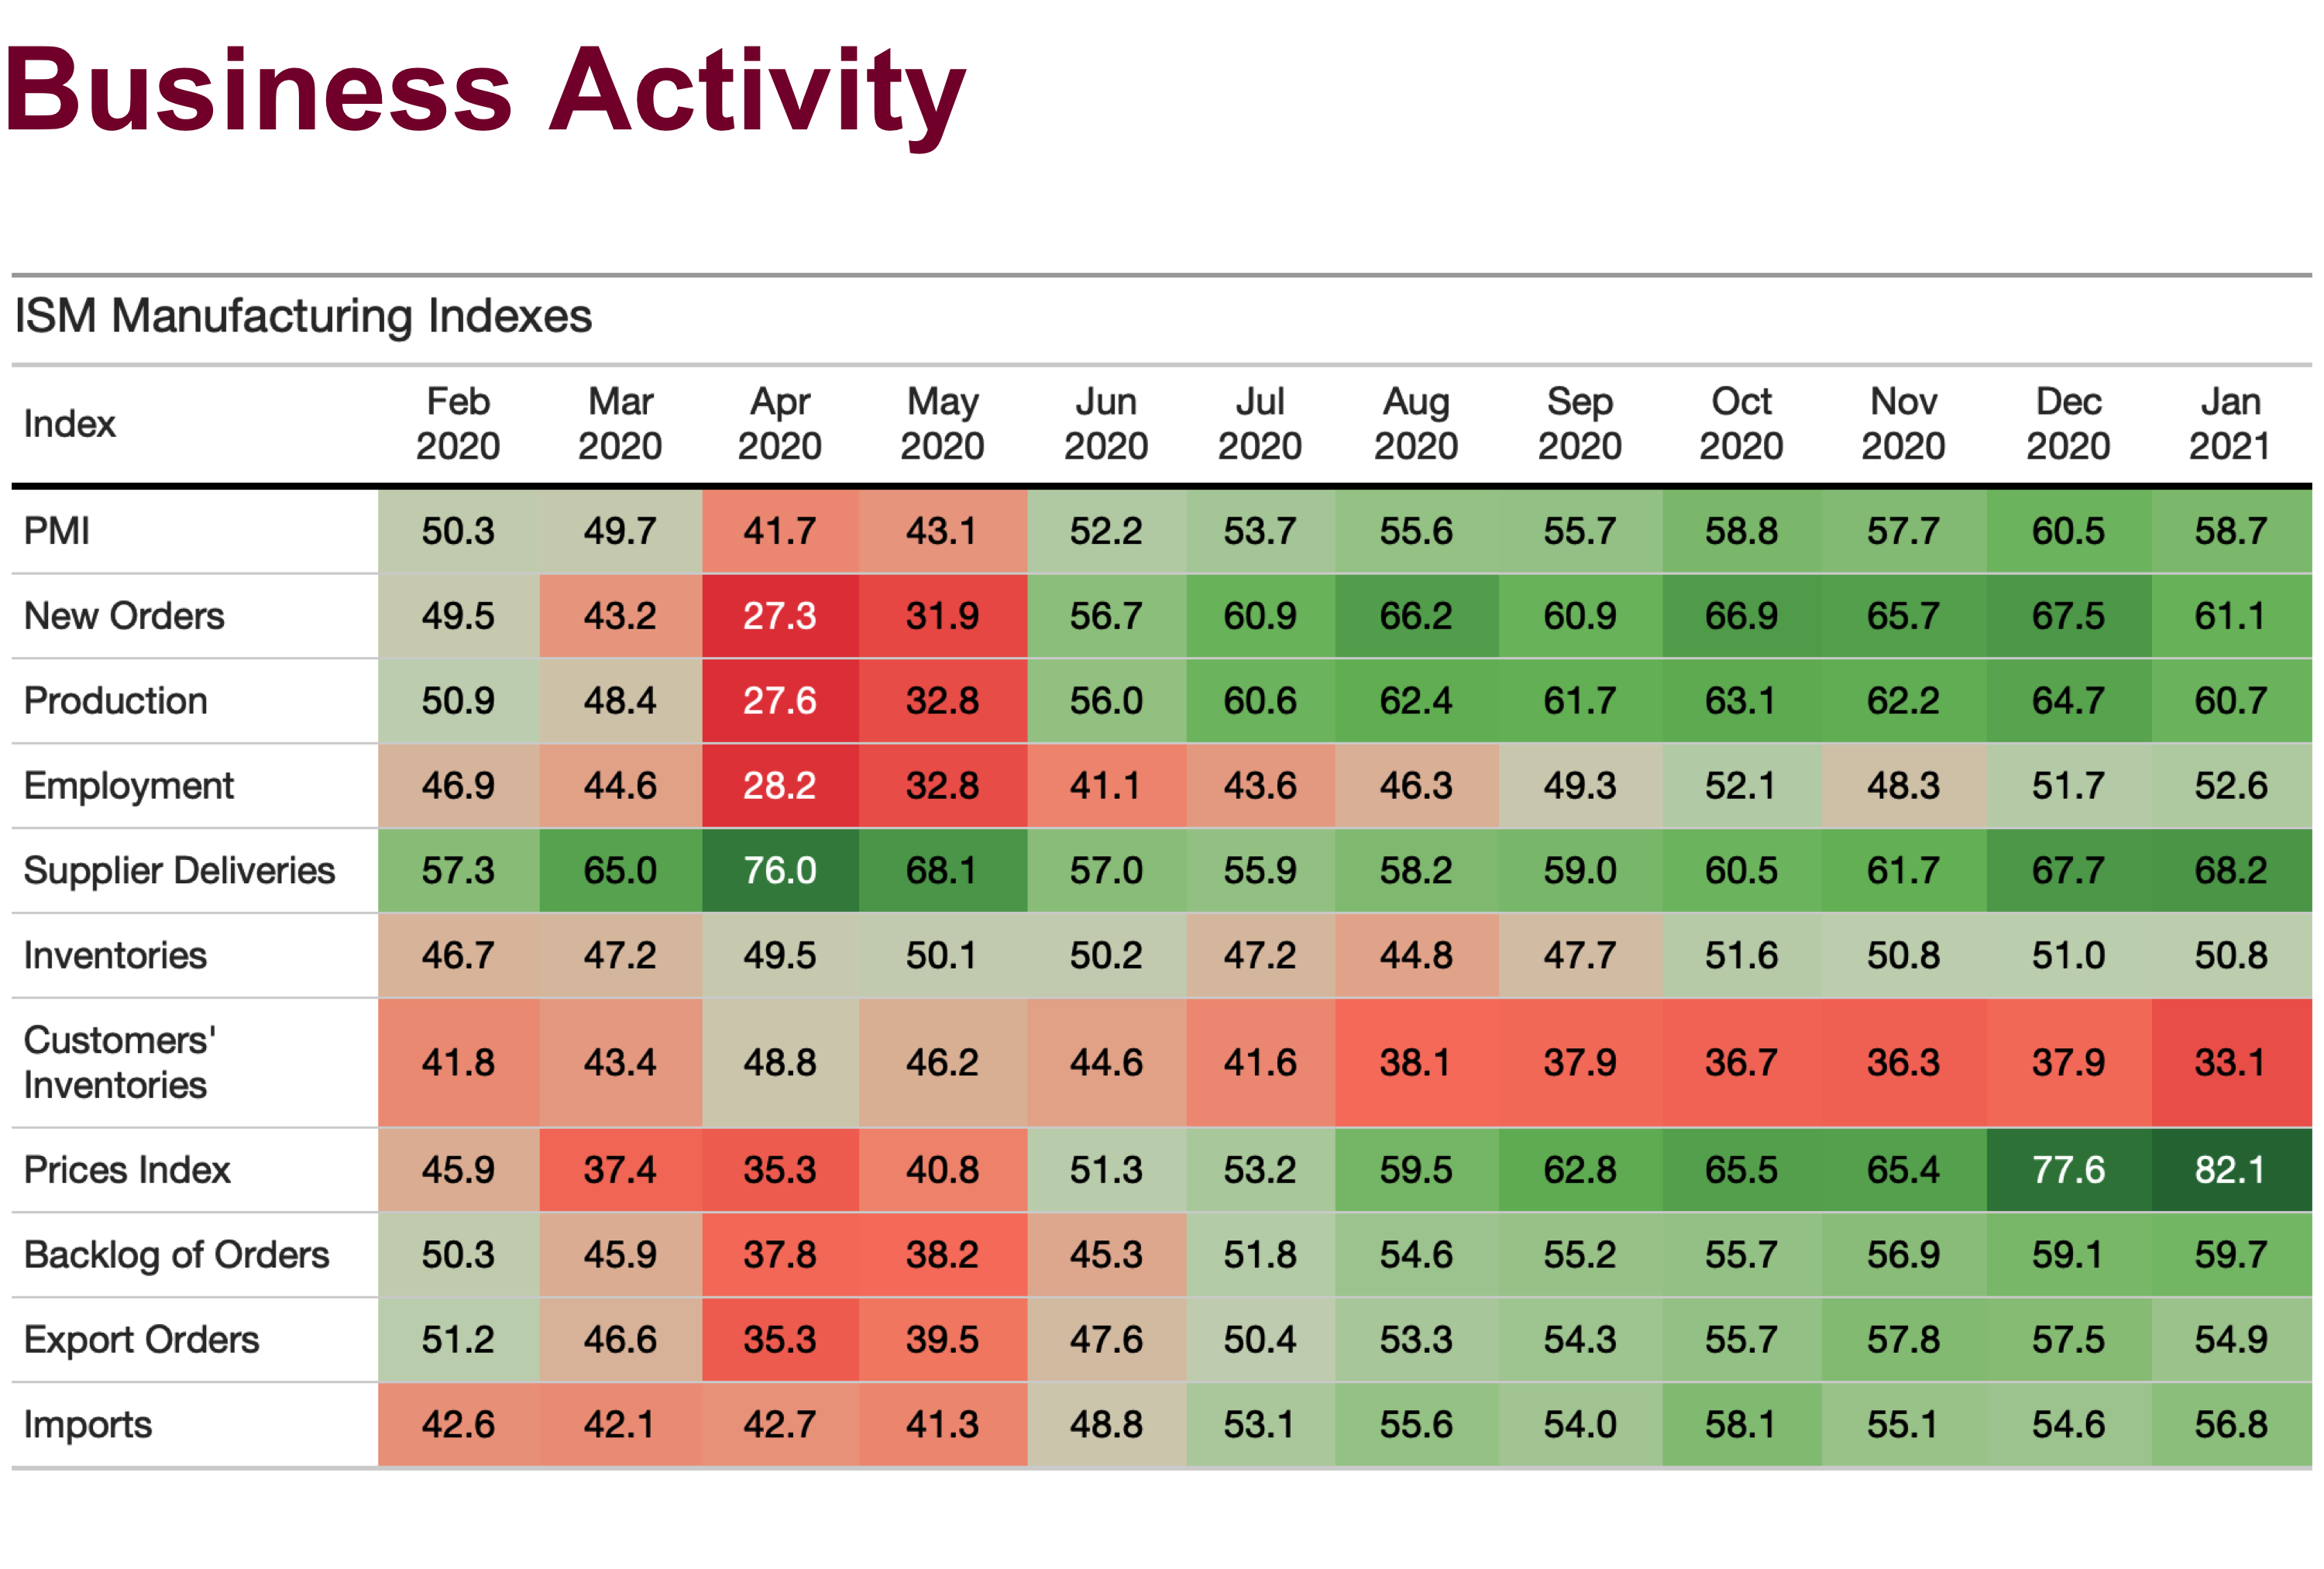 Business Activity
ISM Manufacturing Indexes
Index Feb 2020 Mar 2020 Apr 2020 May 2020 Jun 2020 Jul 2020 Aug 2020 Sep 2020 Oct 2020 Nov 2020 Dec 2020 Jan 2021
PMI 50.3 49.7 41.7 43.1 52.2 53.7 55.6 55.7 58.8 57.7 60.5 58.7
New Orders 49.5 43.2 27.3 31.9 56.7 60.9 66.2 60.9 66.9 65.7 67.5 61.1
Production 50.9 48.4 27.6 32.8 56.0 60.6 62.4 61.7 63.1 62.2 64.7 60.7
Employment 46.9 44.6 28.2 32.8 41.1 43.6 46.3 49.3 52.1 48.3 51.7 52.6
Supplier Deliveries 57.3 65.0 76.0 68.1 57.0 55.9 58.2 59.0 60.5 61.7 67.7 68.2
Inventories 46.7 47.2 49.5 50.1 50.2 47.2 44.8 47.7 51.6 50.8 51.0 50.8
Customers' Inventories 41.8 43.4 48.8 46.2 44.6 41.6 38.1 37.9 36.7 36.3 37.9 33.1
Prices Index 45.9 37.4 35.3 40.8 51.3 53.2 59.5 62.8 65.5 65.4 77.6 82.1
Backlog of Orders 50.3 45.9 37.8 38.2 45.3 51.8 54.6 55.2 55.7 56.9 59.1 59.7
Export Orders 51.2 46.6 35.3 39.5 47.6 50.4 53.3 54.3 55.7 57.8 57.5 54.9
Imports 42.6 42.1 42.7 41.3 48.8 53.1 55.6 54.0 58.1 55.1 54.6 56.8